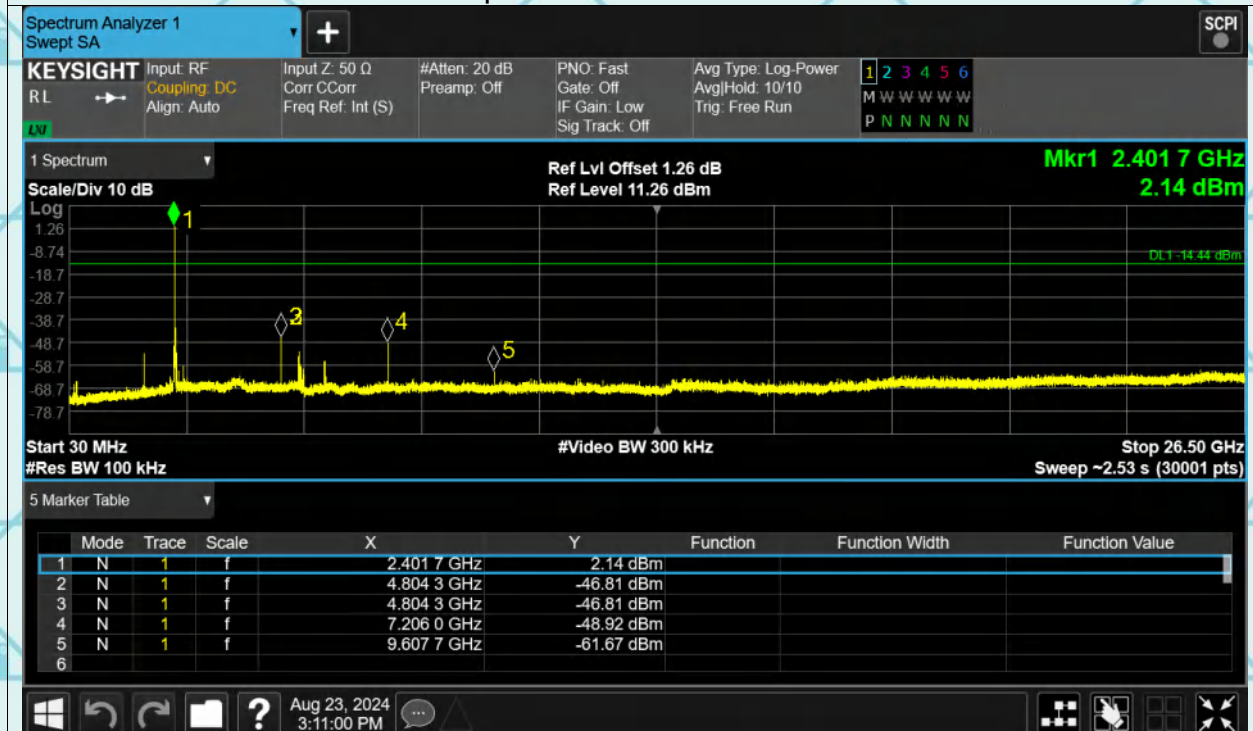 Spectrum Analyzer 1
Swept SA
+
SCPI
KEYSIGHT
RL
LXI
Input: RF
Coupling: DC
Align: Auto
Input Z: 50 Ω
Corr CCorr
Freq Ref: Int (S)
#Atten: 20 dB
Preamp: Off
PNO: Fast
Gate: Off
IF Gain: Low
Sig Track: Off
Avg Type: Log-Power
Avg|Hold: 10/10
Trig: Free Run
1 2 3 4 5 6
M W W W W W
P N N N N N
1 Spectrum
Scale/Div 10 dB
Ref Lvl Offset 1.26 dB
Ref Level 11.26 dBm
Mkr1 2.401 7 GHz
2.14 dBm
Log
1.26
-8.74
-18.7
-28.7
-38.7
-48.7
-58.7
-68.7
-78.7
1
4
5
DL1 -14.44 dBm
Start 30 MHz
#Res BW 100 kHz
#Video BW 300 kHz
Stop 26.50 GHz
Sweep ~2.53 s (30001 pts)
5 Marker Table
Mode Trace Scale X Y Function Function Width Function Value
1 N 1 f 2.401 7 GHz 2.14 dBm
2 N 1 f 4.804 3 GHz -46.81 dBm
3 N 1 f 4.804 3 GHz -46.81 dBm
4 N 1 f 7.206 0 GHz -48.92 dBm
5 N 1 f 9.607 7 GHz -61.67 dBm
6
?
Aug 23, 2024
3:11:00 PM